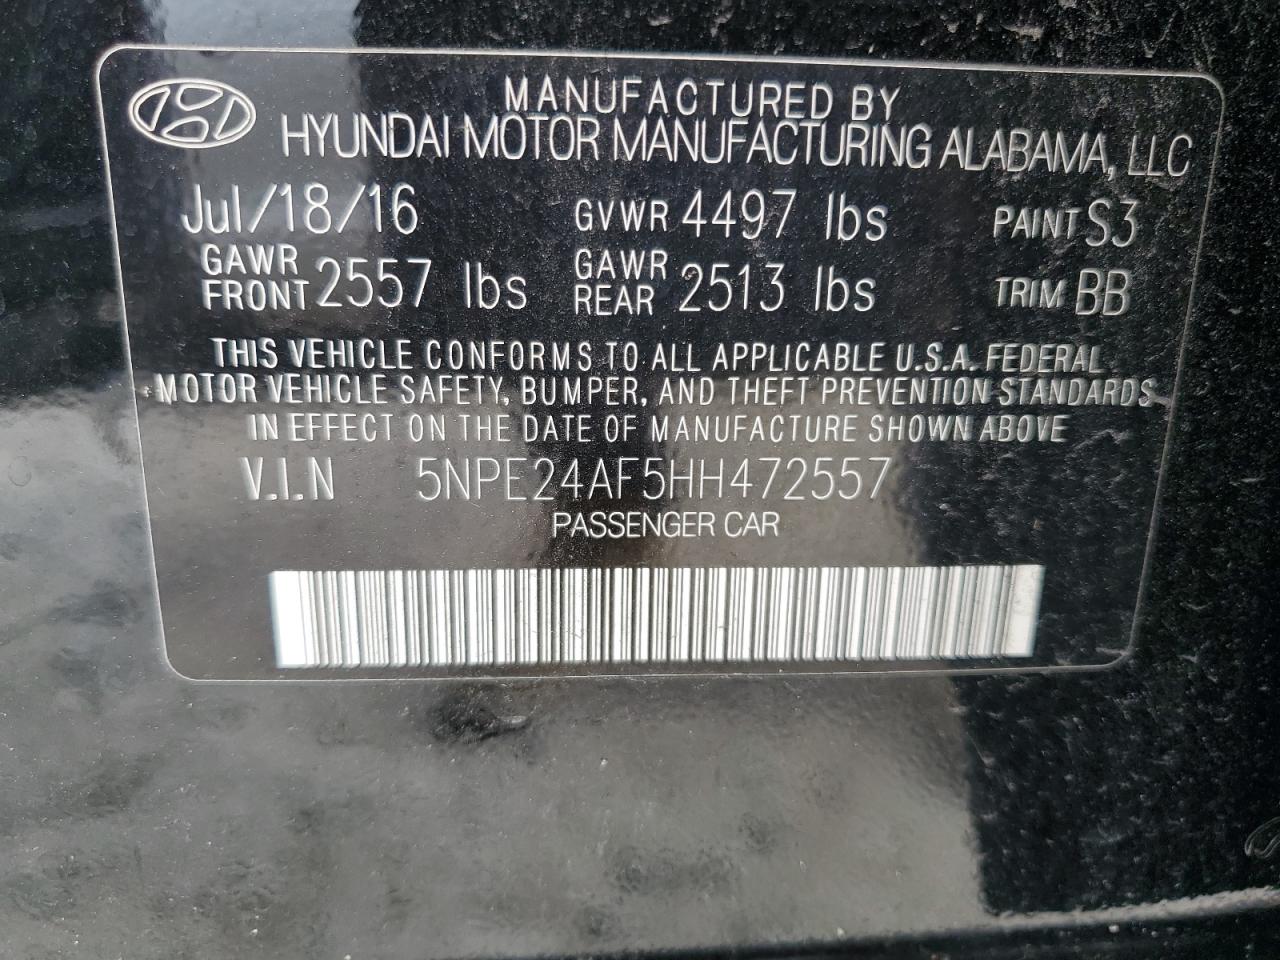 MANUFACTURED BY
HYUNDAI MOTOR MANUFACTURING ALABAMA, LLC
Jul/18/16 GVWR 4497 lbs PAINT S3
GAWR FRONT 2557 lbs GAWR REAR 2513 lbs TRIM BB
THIS VEHICLE CONFORMS TO ALL APPLICABLE U.S.A. FEDERAL
MOTOR VEHICLE SAFETY, BUMPER, AND THEFT PREVENTION STANDARDS
IN EFFECT ON THE DATE OF MANUFACTURE SHOWN ABOVE
V.I.N 5NPE24AF5HH472557
PASSENGER CAR